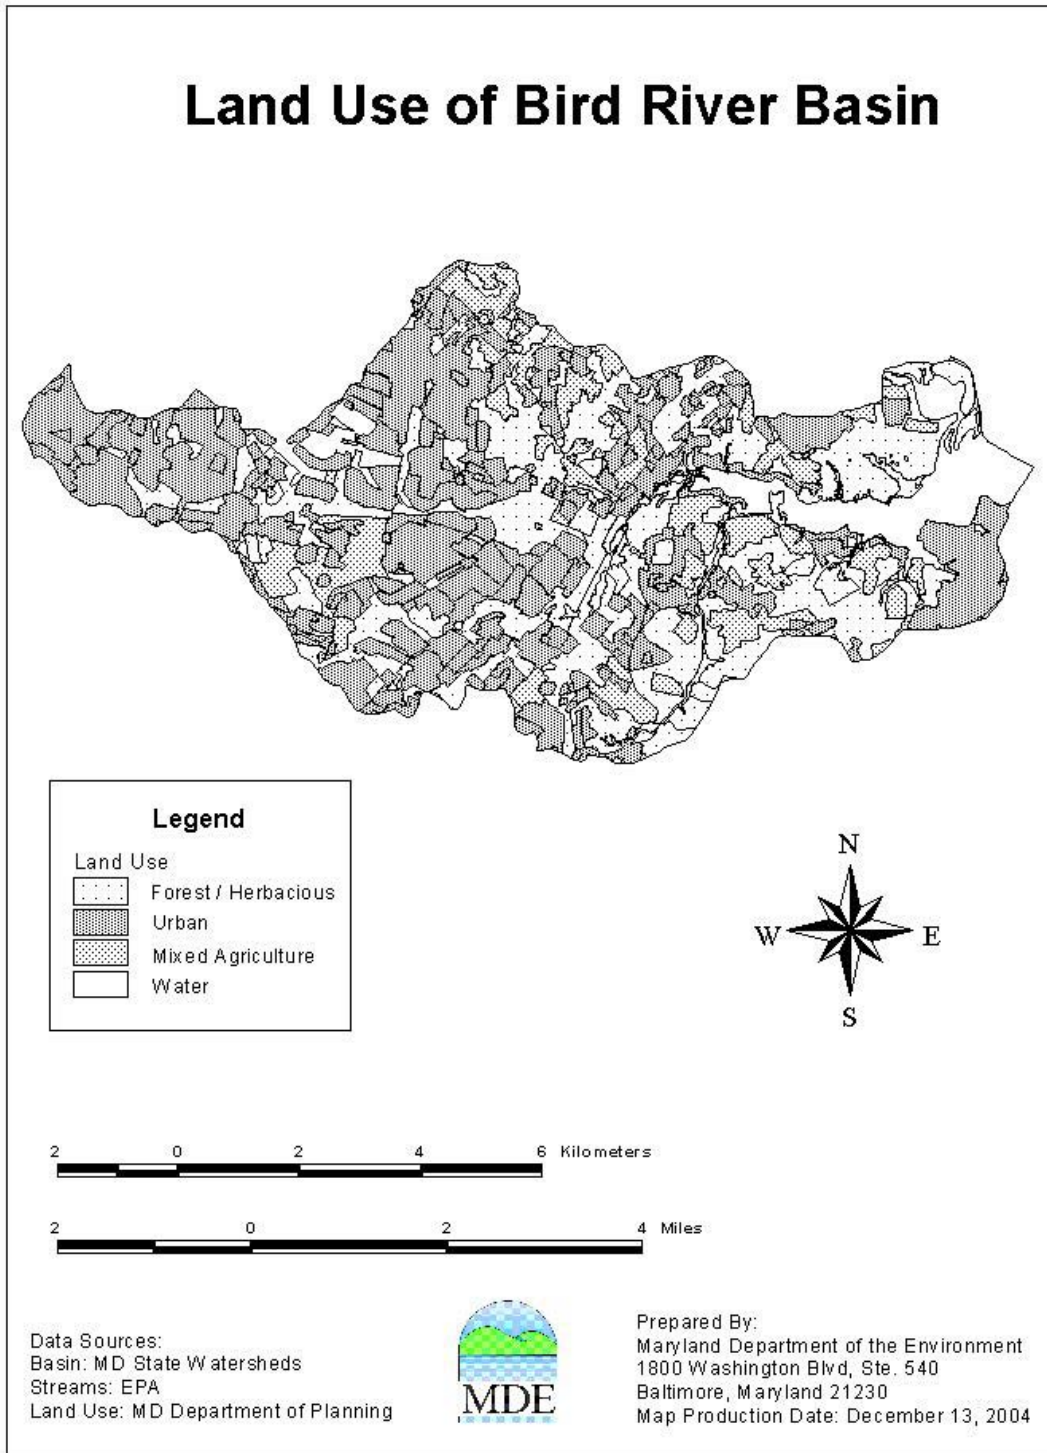 Land Use of Bird River Basin
Legend
Land Use
Forest / Herbacious
Urban
Mixed Agriculture
Water
N
W E
S
2 0 2 4 6 Kilometers
2 0 2 4 Miles
Data Sources:
Basin: MD State Watersheds
Streams: EPA
Land Use: MD Department of Planning
MDE
Prepared By:
Maryland Department of the Environment
1800 Washington Blvd, Ste. 540
Baltimore, Maryland 21230
Map Production Date: December 13, 2004